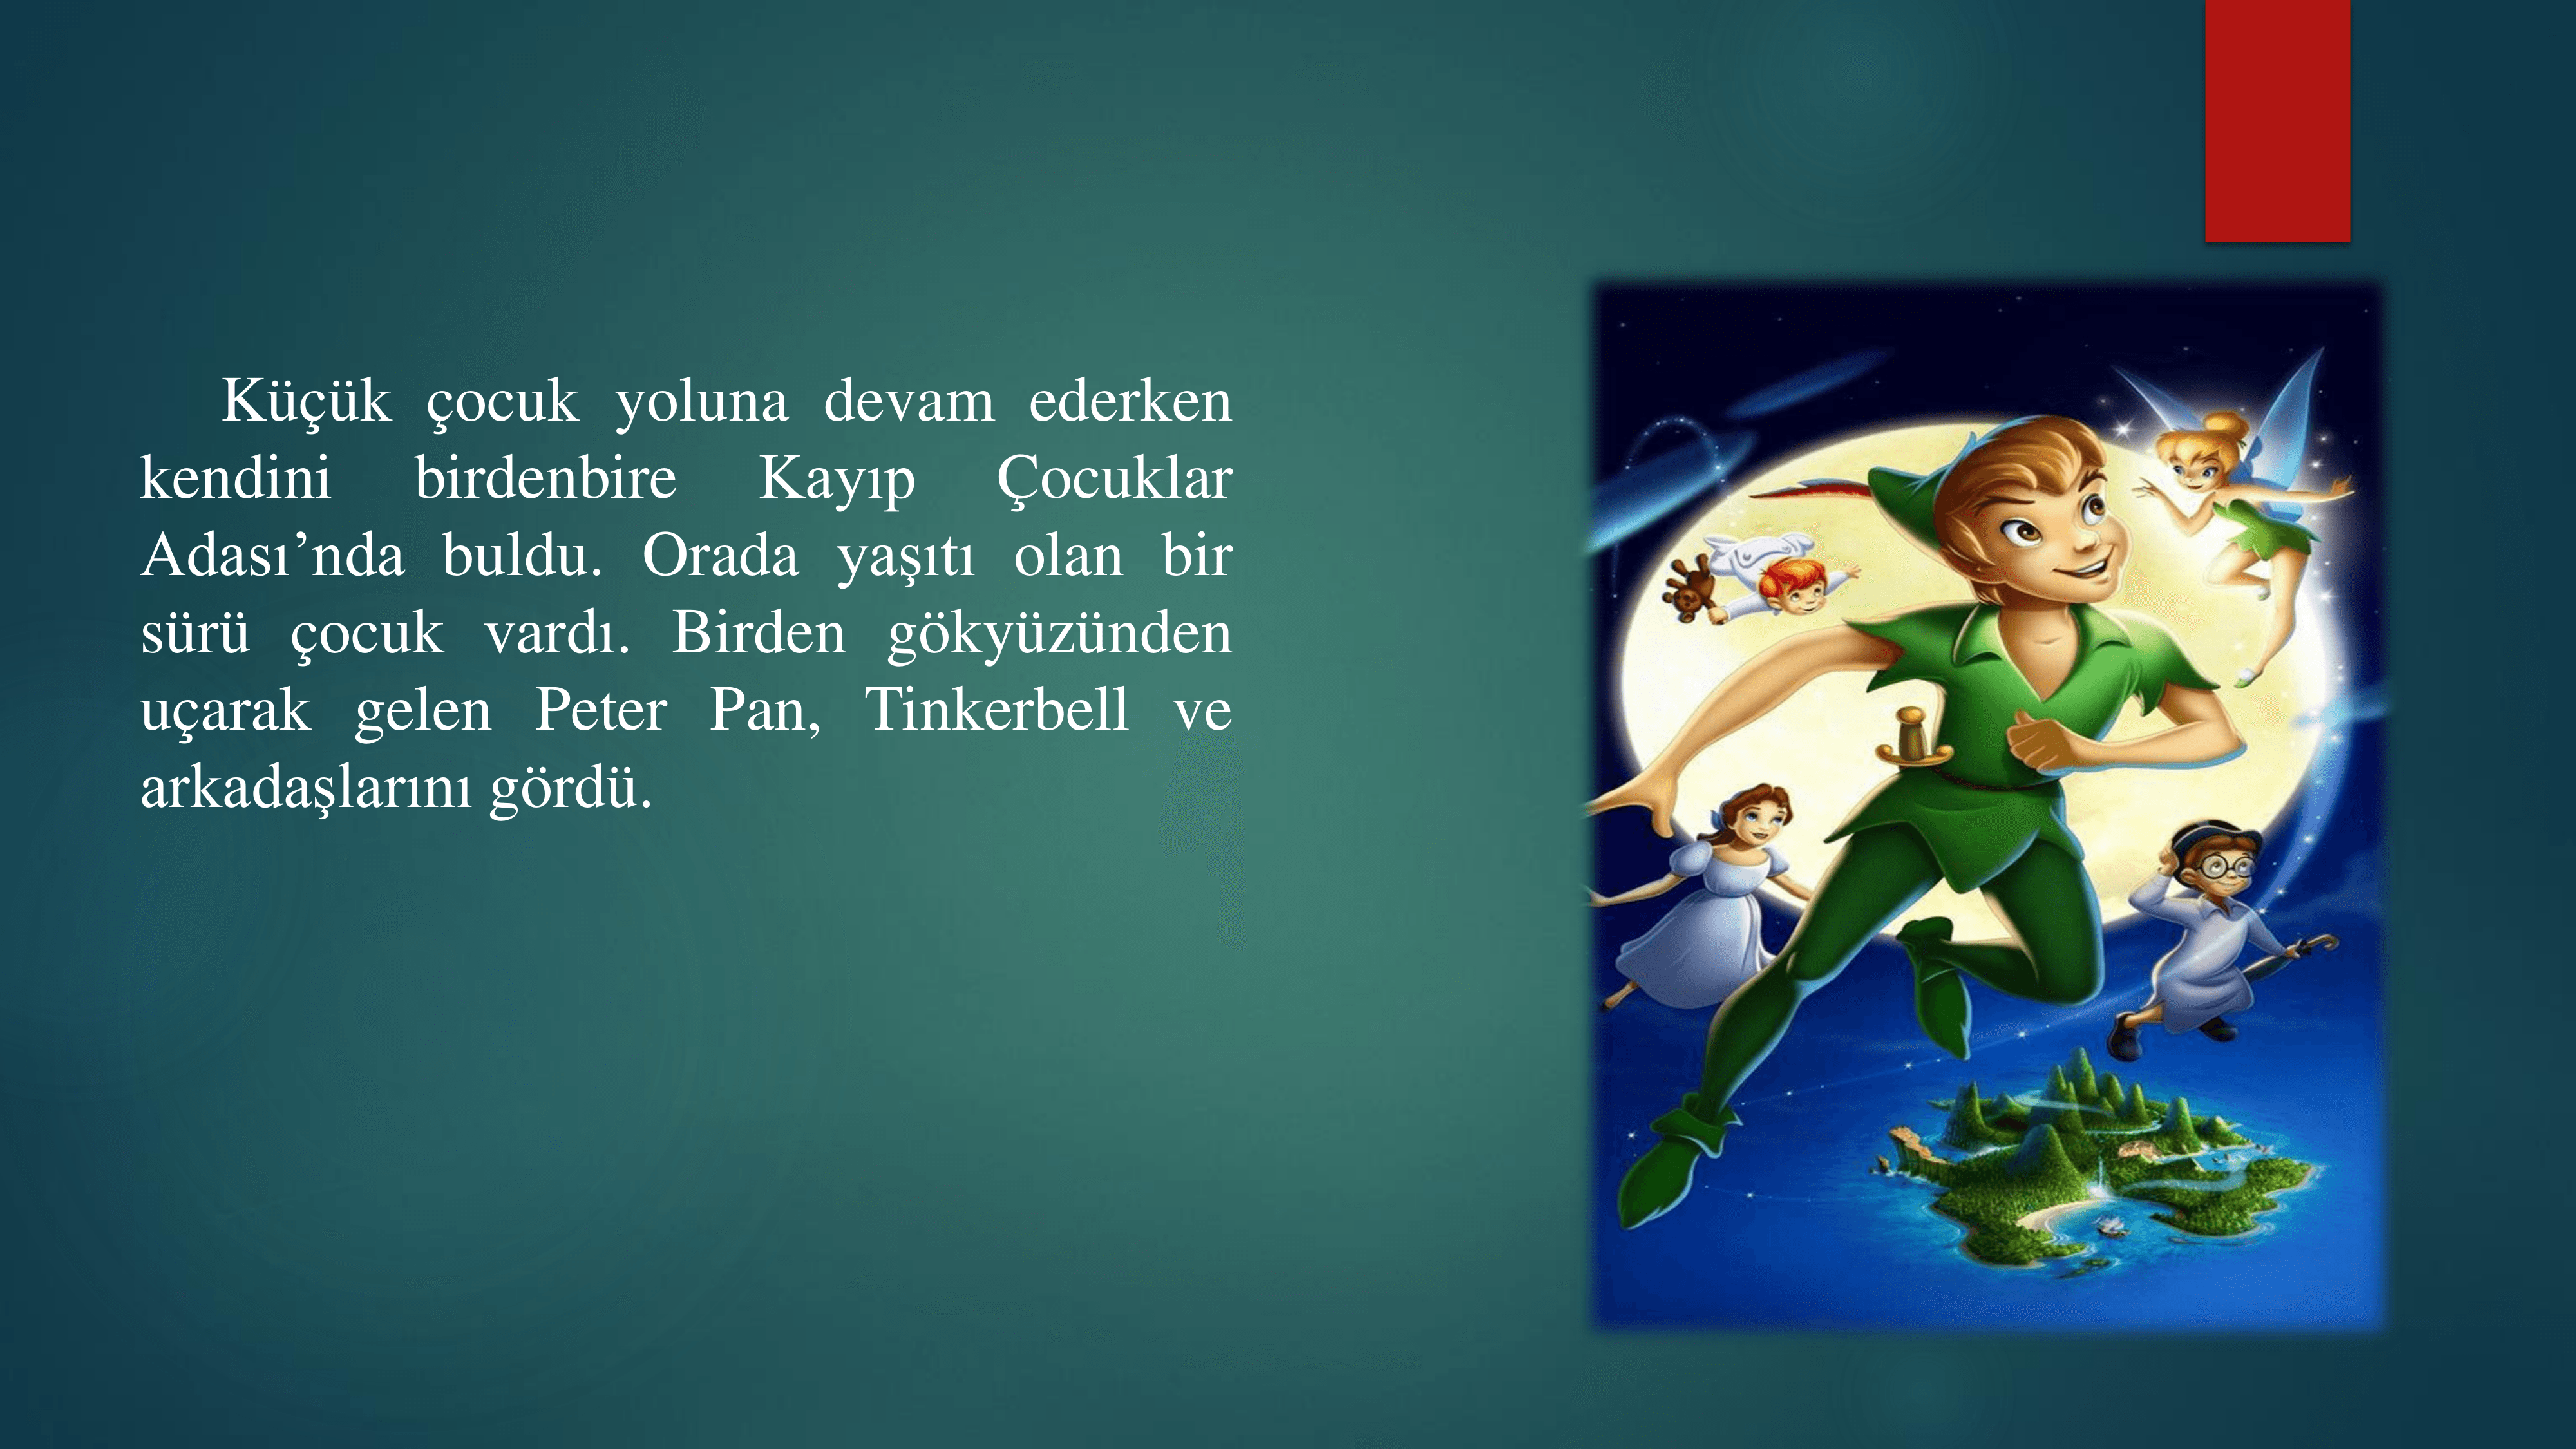 Küçük çocuk yoluna devam ederken
kendini birdenbire Kayıp Çocuklar
Adası’nda buldu. Orada yaşıtı olan bir
sürü çocuk vardı. Birden gökyüzünden
uçarak gelen Peter Pan, Tinkerbell ve
arkadaşlarını gördü.